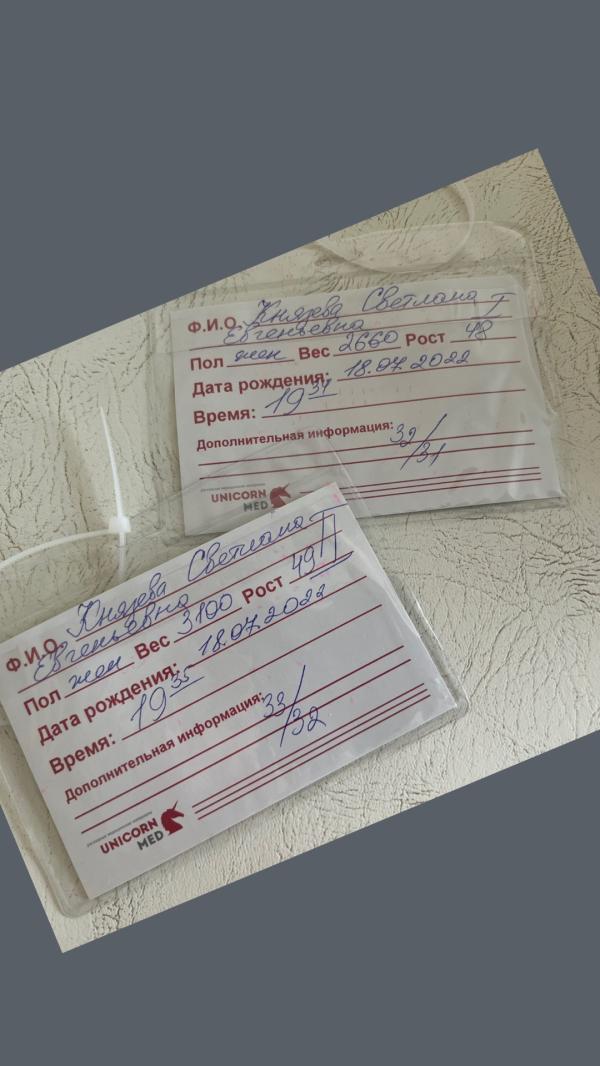 Ф.И.О. Князева Светлана I
Евгеньевна
Пол жен Вес 2660 Рост 48
Дата рождения: 18.07.2022
Время: 19 34
Дополнительная информация: 32/31
UNICORN
MED
Ф.И.О. Князева Светлана II
Евгеньевна
Пол жен Вес 3100 Рост 49
Дата рождения: 18.07.2022
Время: 19 35
Дополнительная информация: 33/32
UNICORN
MED